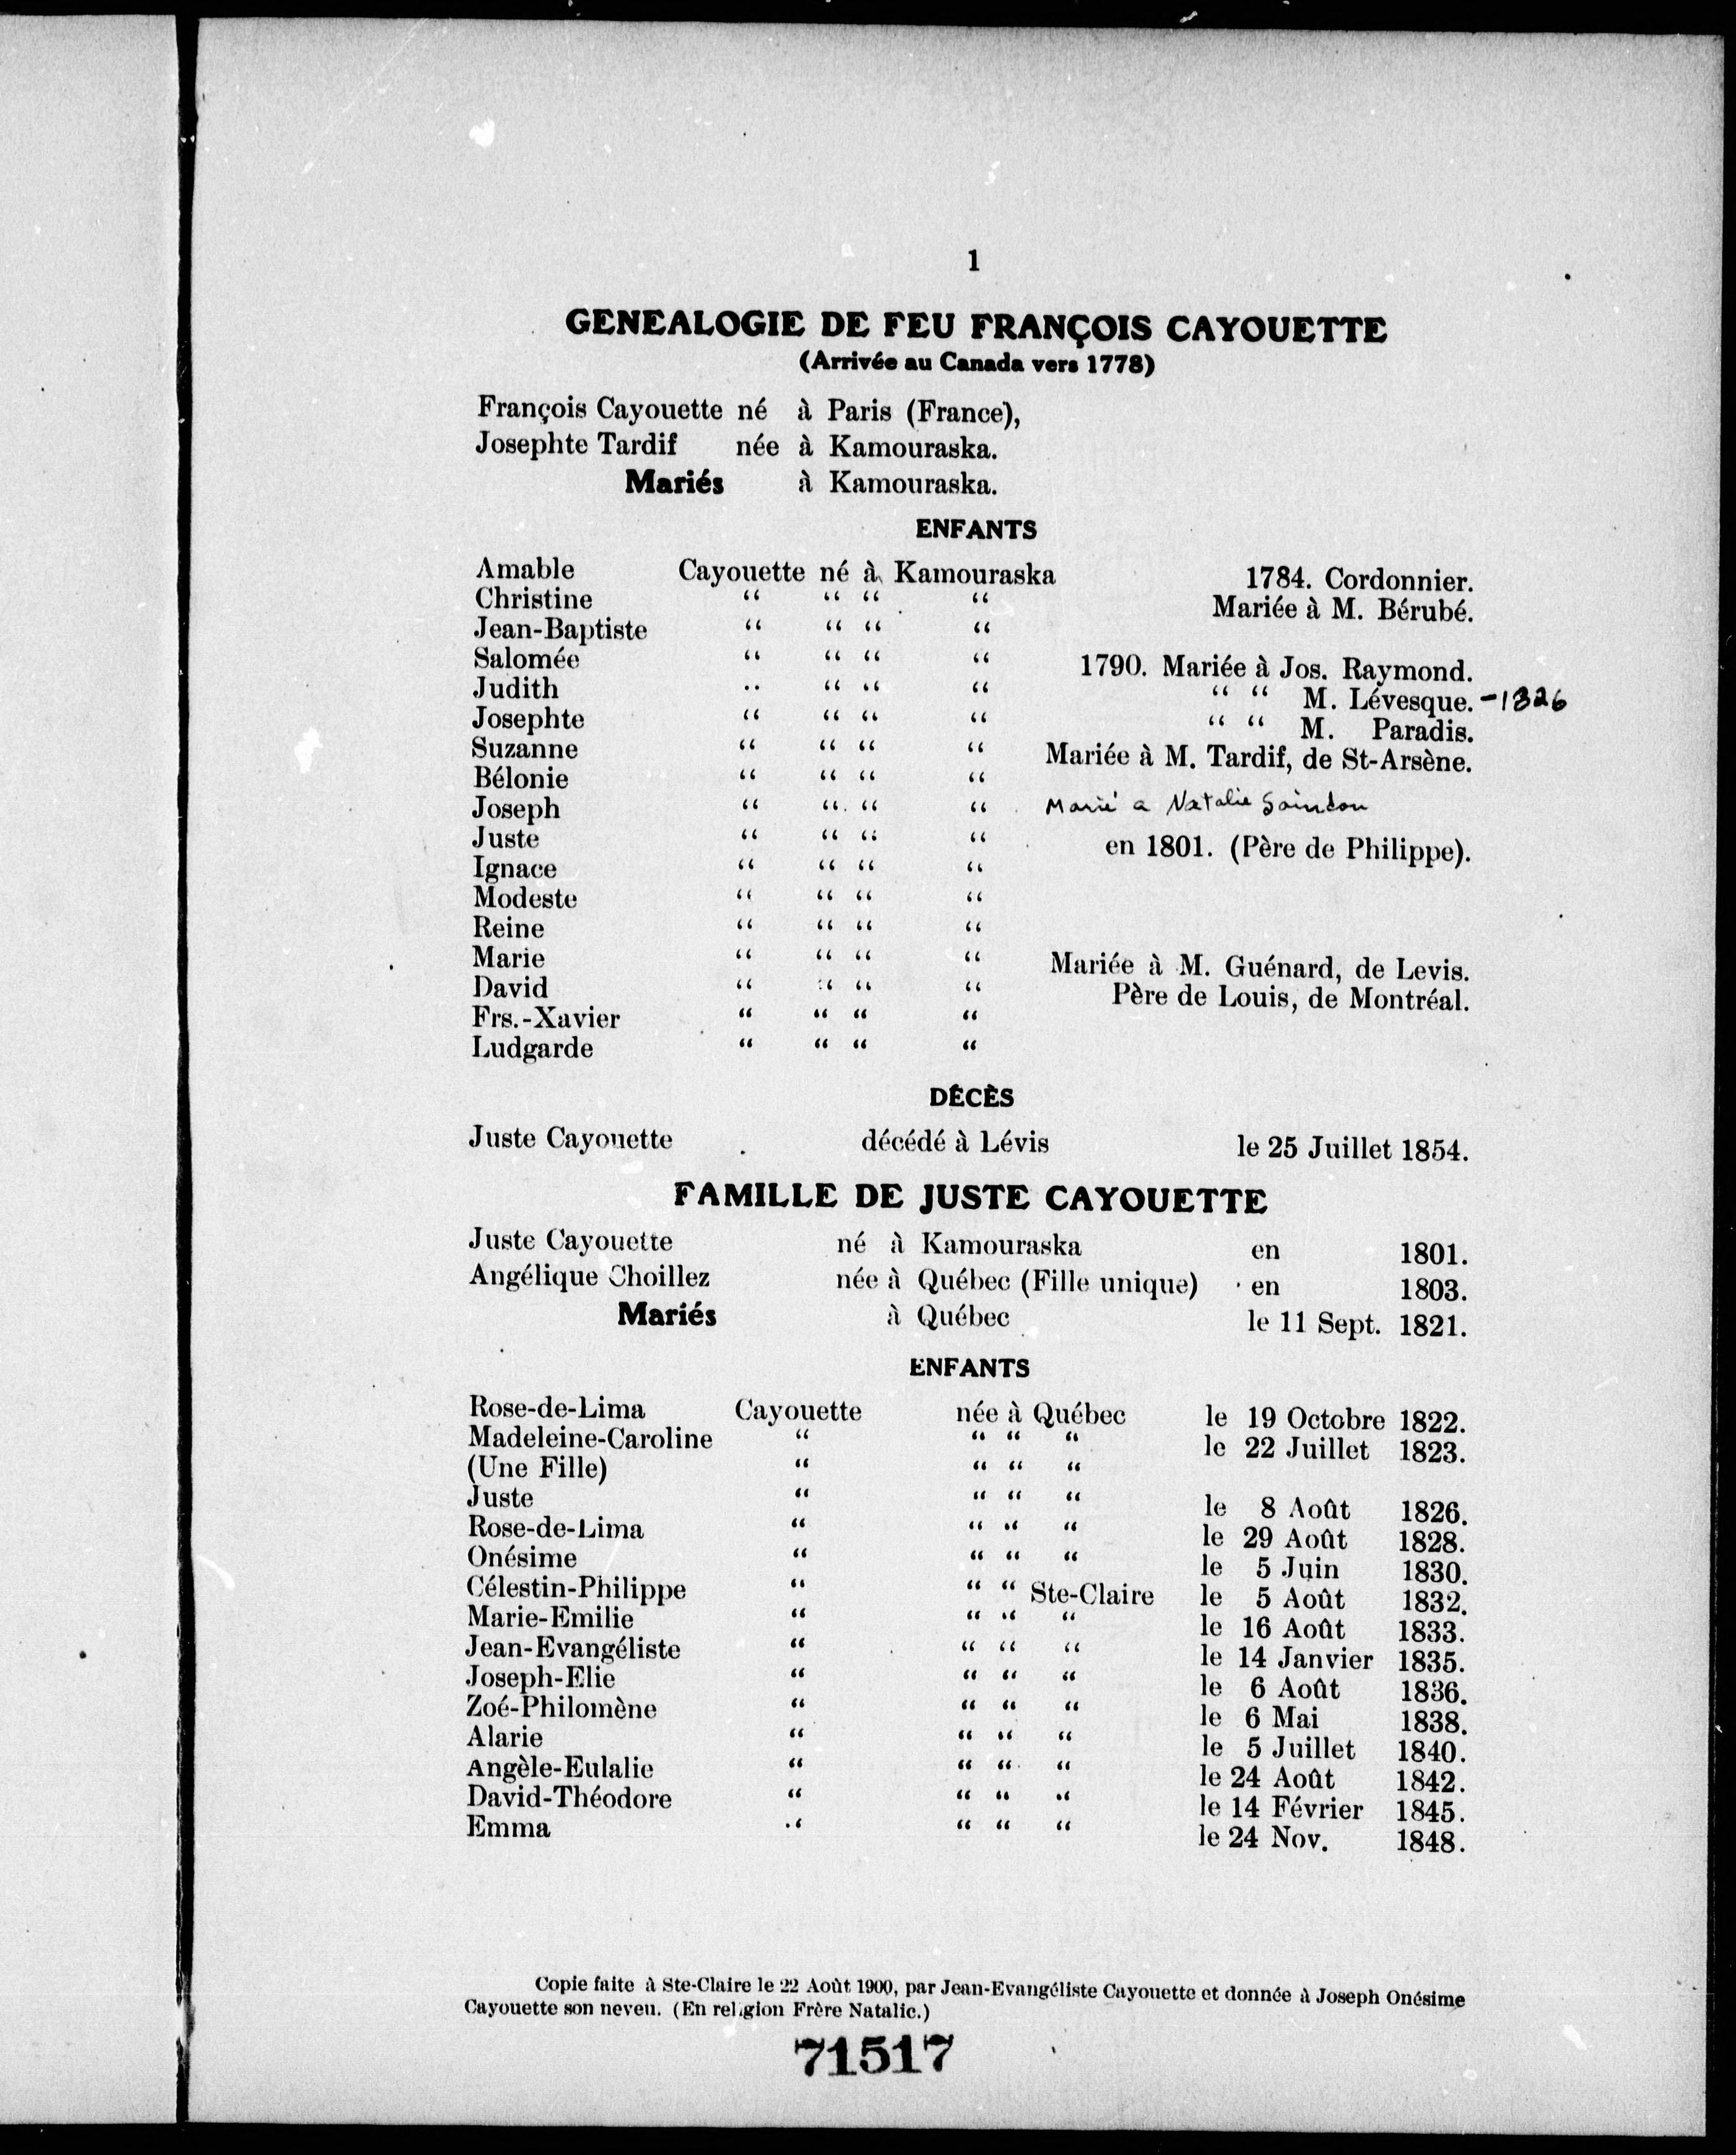 1
GENEALOGIE DE FEU FRANÇOIS CAYOUETTE
(Arrivée au Canada vers 1778)
François Cayouette né à Paris (France),
Josephte Tardif née à Kamouraska.
Mariés à Kamouraska.
ENFANTS
Amable Cayouette né à Kamouraska 1784. Cordonnier.
Christine “ “ “ “ Mariée à M. Bérubé.
Jean-Baptiste “ “ “ “
Salomée “ “ “ “ 1790. Mariée à Jos. Raymond.
Judith “ “ “ “ “ “ M. Lévesque. -1826
Josephte “ “ “ “ “ “ M. Paradis.
Suzanne “ “ “ “ Mariée à M. Tardif, de St-Arsène.
Bélonie “ “ “ “
Joseph “ “ “ “ Marié a Natalie Saindon
Juste “ “ “ “ en 1801. (Père de Philippe).
Ignace “ “ “ “
Modeste “ “ “ “
Reine “ “ “ “
Marie “ “ “ “ Mariée à M. Guénard, de Levis.
David “ “ “ “ Père de Louis, de Montréal.
Frs.-Xavier “ “ “ “
Ludgarde “ “ “ “
DÉCÈS
Juste Cayouette décédé à Lévis le 25 Juillet 1854.
FAMILLE DE JUSTE CAYOUETTE
Juste Cayouette né à Kamouraska en 1801.
Angélique Choillez née à Québec (Fille unique) en 1803.
Mariés à Québec le 11 Sept. 1821.
ENFANTS
Rose-de-Lima Cayouette née à Québec le 19 Octobre 1822.
Madeleine-Caroline “ “ “ “ le 22 Juillet 1823.
(Une Fille) “ “ “ “
Juste “ “ “ “ le 8 Août 1826.
Rose-de-Lima “ “ “ “ le 29 Août 1828.
Onésime “ “ “ “ le 5 Juin 1830.
Célestin-Philippe “ “ “ Ste-Claire le 5 Août 1832.
Marie-Emilie “ “ “ “ le 16 Août 1833.
Jean-Evangéliste “ “ “ “ le 14 Janvier 1835.
Joseph-Elie “ “ “ “ le 6 Août 1836.
Zoé-Philomène “ “ “ “ le 6 Mai 1838.
Alarie “ “ “ “ le 5 Juillet 1840.
Angèle-Eulalie “ “ “ “ le 24 Août 1842.
David-Théodore “ “ “ “ le 14 Février 1845.
Emma “ “ “ “ le 24 Nov. 1848.
Copie faite à Ste-Claire le 22 Août 1900, par Jean-Evangéliste Cayouette et donnée à Joseph Onésime
Cayouette son neveu. (En religion Frère Natalic.)
71517